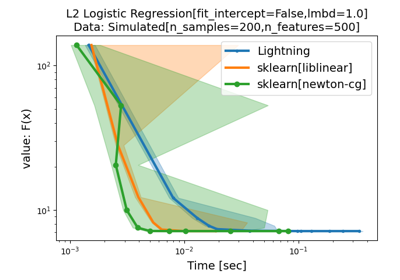 L2 Logistic Regression[fit_intercept=False,lmbd=1.0]
Data: Simulated[n_samples=200,n_features=500]
Lightning
sklearn[liblinear]
sklearn[newton-cg]
value: F(x)
10²
10¹
10⁻³
10⁻²
10⁻¹
Time [sec]